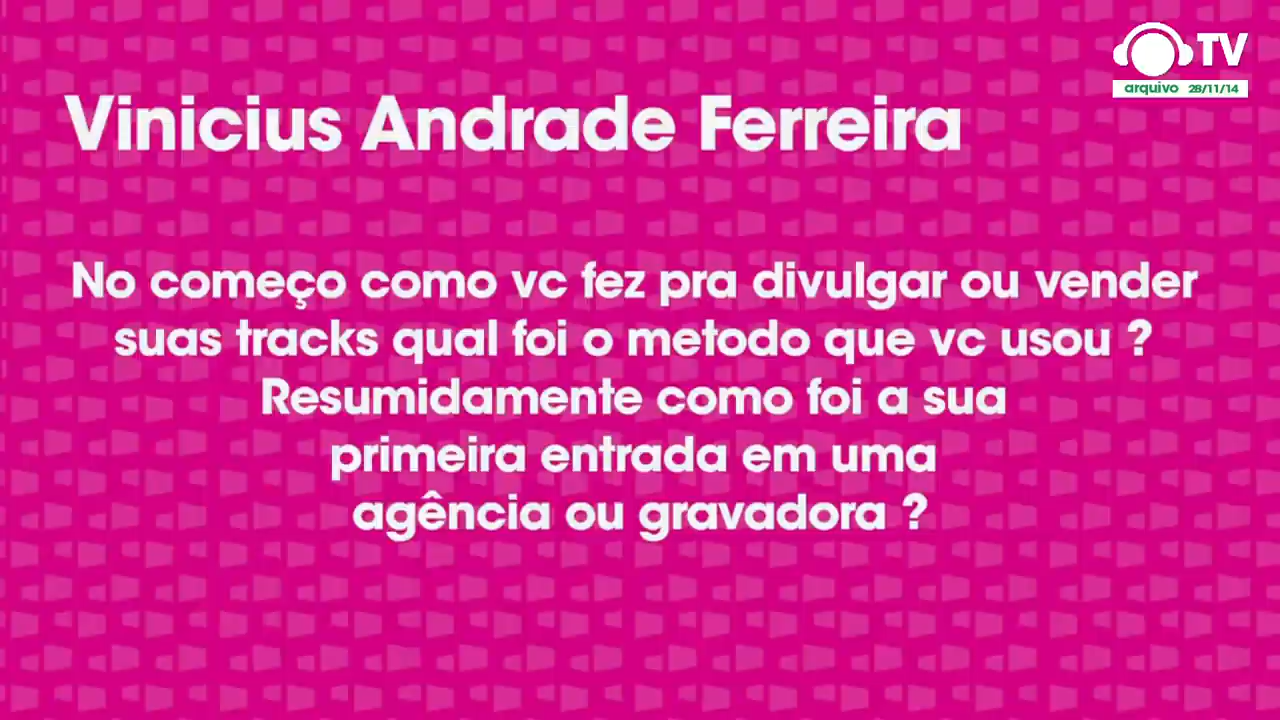 TV
arquivo 28/11/14
Vinicius Andrade Ferreira
No começo como vc fez pra divulgar ou vender
suas tracks qual foi o metodo que vc usou ?
Resumidamente como foi a sua
primeira entrada em uma
agência ou gravadora ?